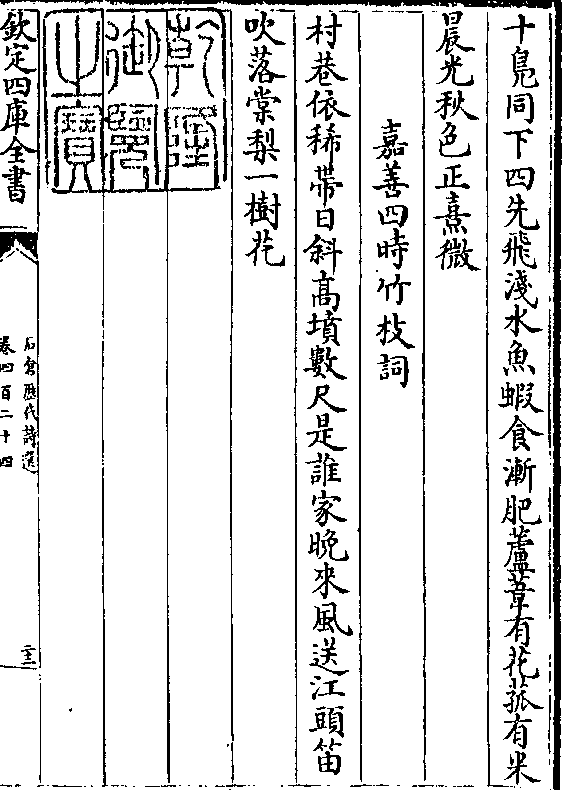 十鳧同下四先飛淺水魚蝦食漸肥蘆葦有花菰有米
晨光秋色正熹微
嘉善四時竹枝詞
村巷依稀帶日斜高墳數尺是誰家晚來風送江頭笛
吹落棠梨一樹花
乾隆
御覽
之寶
欽定四庫全書
石倉歷代詩選
卷四百二十四
二十二